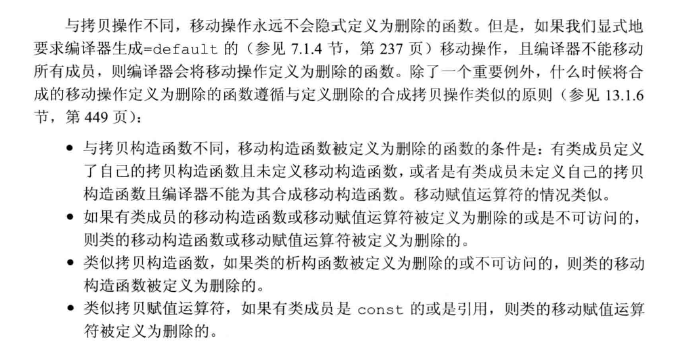 与拷贝操作不同，移动操作永远不会隐式定义为删除的函数。但是，如果我们显式地
要求编译器生成=default 的（参见 7.1.4 节，第 237 页）移动操作，且编译器不能移动
所有成员，则编译器会将移动操作定义为删除的函数。除了一个重要例外，什么时候将合
成的移动操作定义为删除的函数遵循与定义删除的合成拷贝操作类似的原则（参见 13.1.6
节，第 449 页）：
● 与拷贝构造函数不同，移动构造函数被定义为删除的函数的条件是：有类成员定义
了自己的拷贝构造函数且未定义移动构造函数，或者是有类成员未定义自己的拷贝
构造函数且编译器不能为其合成移动构造函数。移动赋值运算符的情况类似。
● 如果有类成员的移动构造函数或移动赋值运算符被定义为删除的或是不可访问的，
则类的移动构造函数或移动赋值运算符被定义为删除的。
● 类似拷贝构造函数，如果类的析构函数被定义为删除的或不可访问的，则类的移动
构造函数被定义为删除的。
● 类似拷贝赋值运算符，如果有类成员是 const 的或是引用，则类的移动赋值运算
符被定义为删除的。